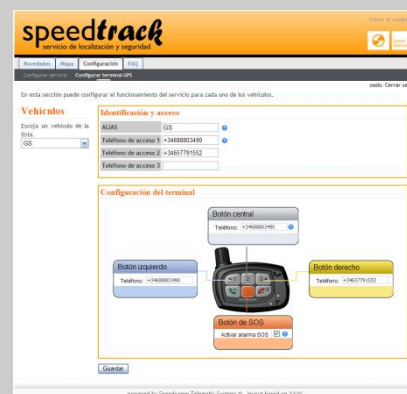 speedtrack
servicio de localización y seguridad
Novedades Mapa Configuración FAQ
Configurar servicio Configurar terminal GPS
En esta sección puede configurar el funcionamiento del servicio para cada uno de los vehículos.
Vehículos
Escoja un vehículo de la
lista.
GS
Identificación y acceso
ALIAS GS
Teléfono de acceso 1 +34688803490
Teléfono de acceso 2 +34657791552
Teléfono de acceso 3
Configuración del terminal
Botón central
Teléfono: +34688803490
Botón izquierdo
Teléfono: +34688803490
Botón derecho
Teléfono: +34657791552
Botón de SOS
Activar alarma SOS
Guardar